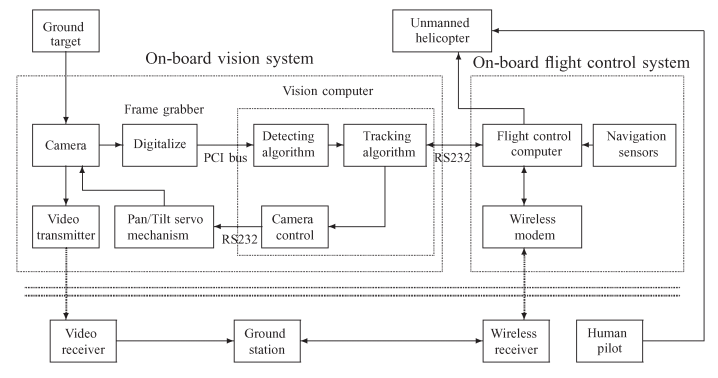 Ground
target
Unmanned
helicopter
On-board vision system
On-board flight control system
Vision computer
Frame grabber
Camera
Digitalize
PCI bus
Detecting
algorithm
Tracking
algorithm
RS232
Flight control
computer
Navigation
sensors
Video
transmitter
Pan/Tilt servo
mechanism
RS232
Camera
control
Wireless
modem
Video
receiver
Ground
station
Wireless
receiver
Human
pilot